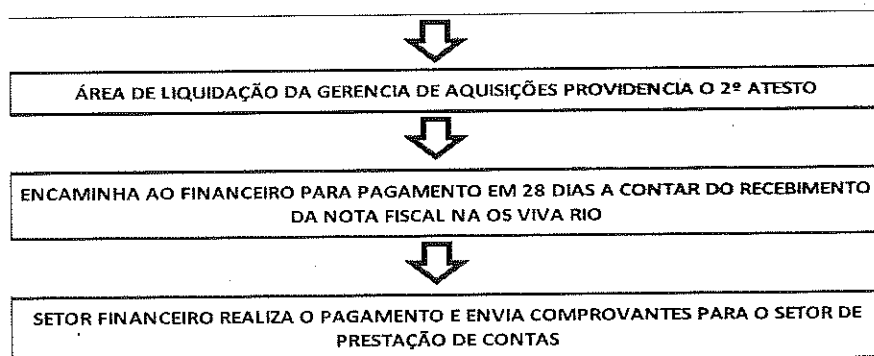 ÁREA DE LIQUIDAÇÃO DA GERENCIA DE AQUISIÇÕES PROVIDENCIA O 2º ATESTO
ENCAMINHA AO FINANCEIRO PARA PAGAMENTO EM 28 DIAS A CONTAR DO RECEBIMENTO
DA NOTA FISCAL NA OS VIVA RIO
SETOR FINANCEIRO REALIZA O PAGAMENTO E ENVIA COMPROVANTES PARA O SETOR DE
PRESTAÇÃO DE CONTAS